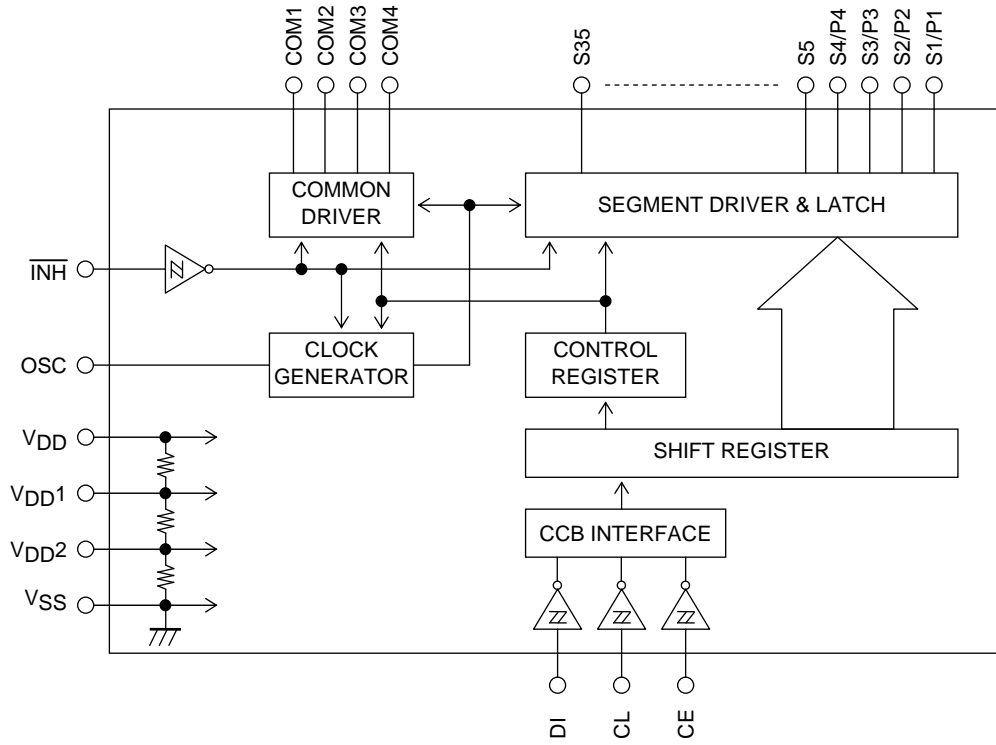 COM1
COM2
COM3
COM4
S35
S5
S4/P4
S3/P3
S2/P2
S1/P1
COMMON
DRIVER
SEGMENT DRIVER & LATCH
INH
OSC
CLOCK
GENERATOR
CONTROL
REGISTER
VDD
SHIFT REGISTER
VDD1
CCB INTERFACE
VDD2
VSS
DI
CL
CE